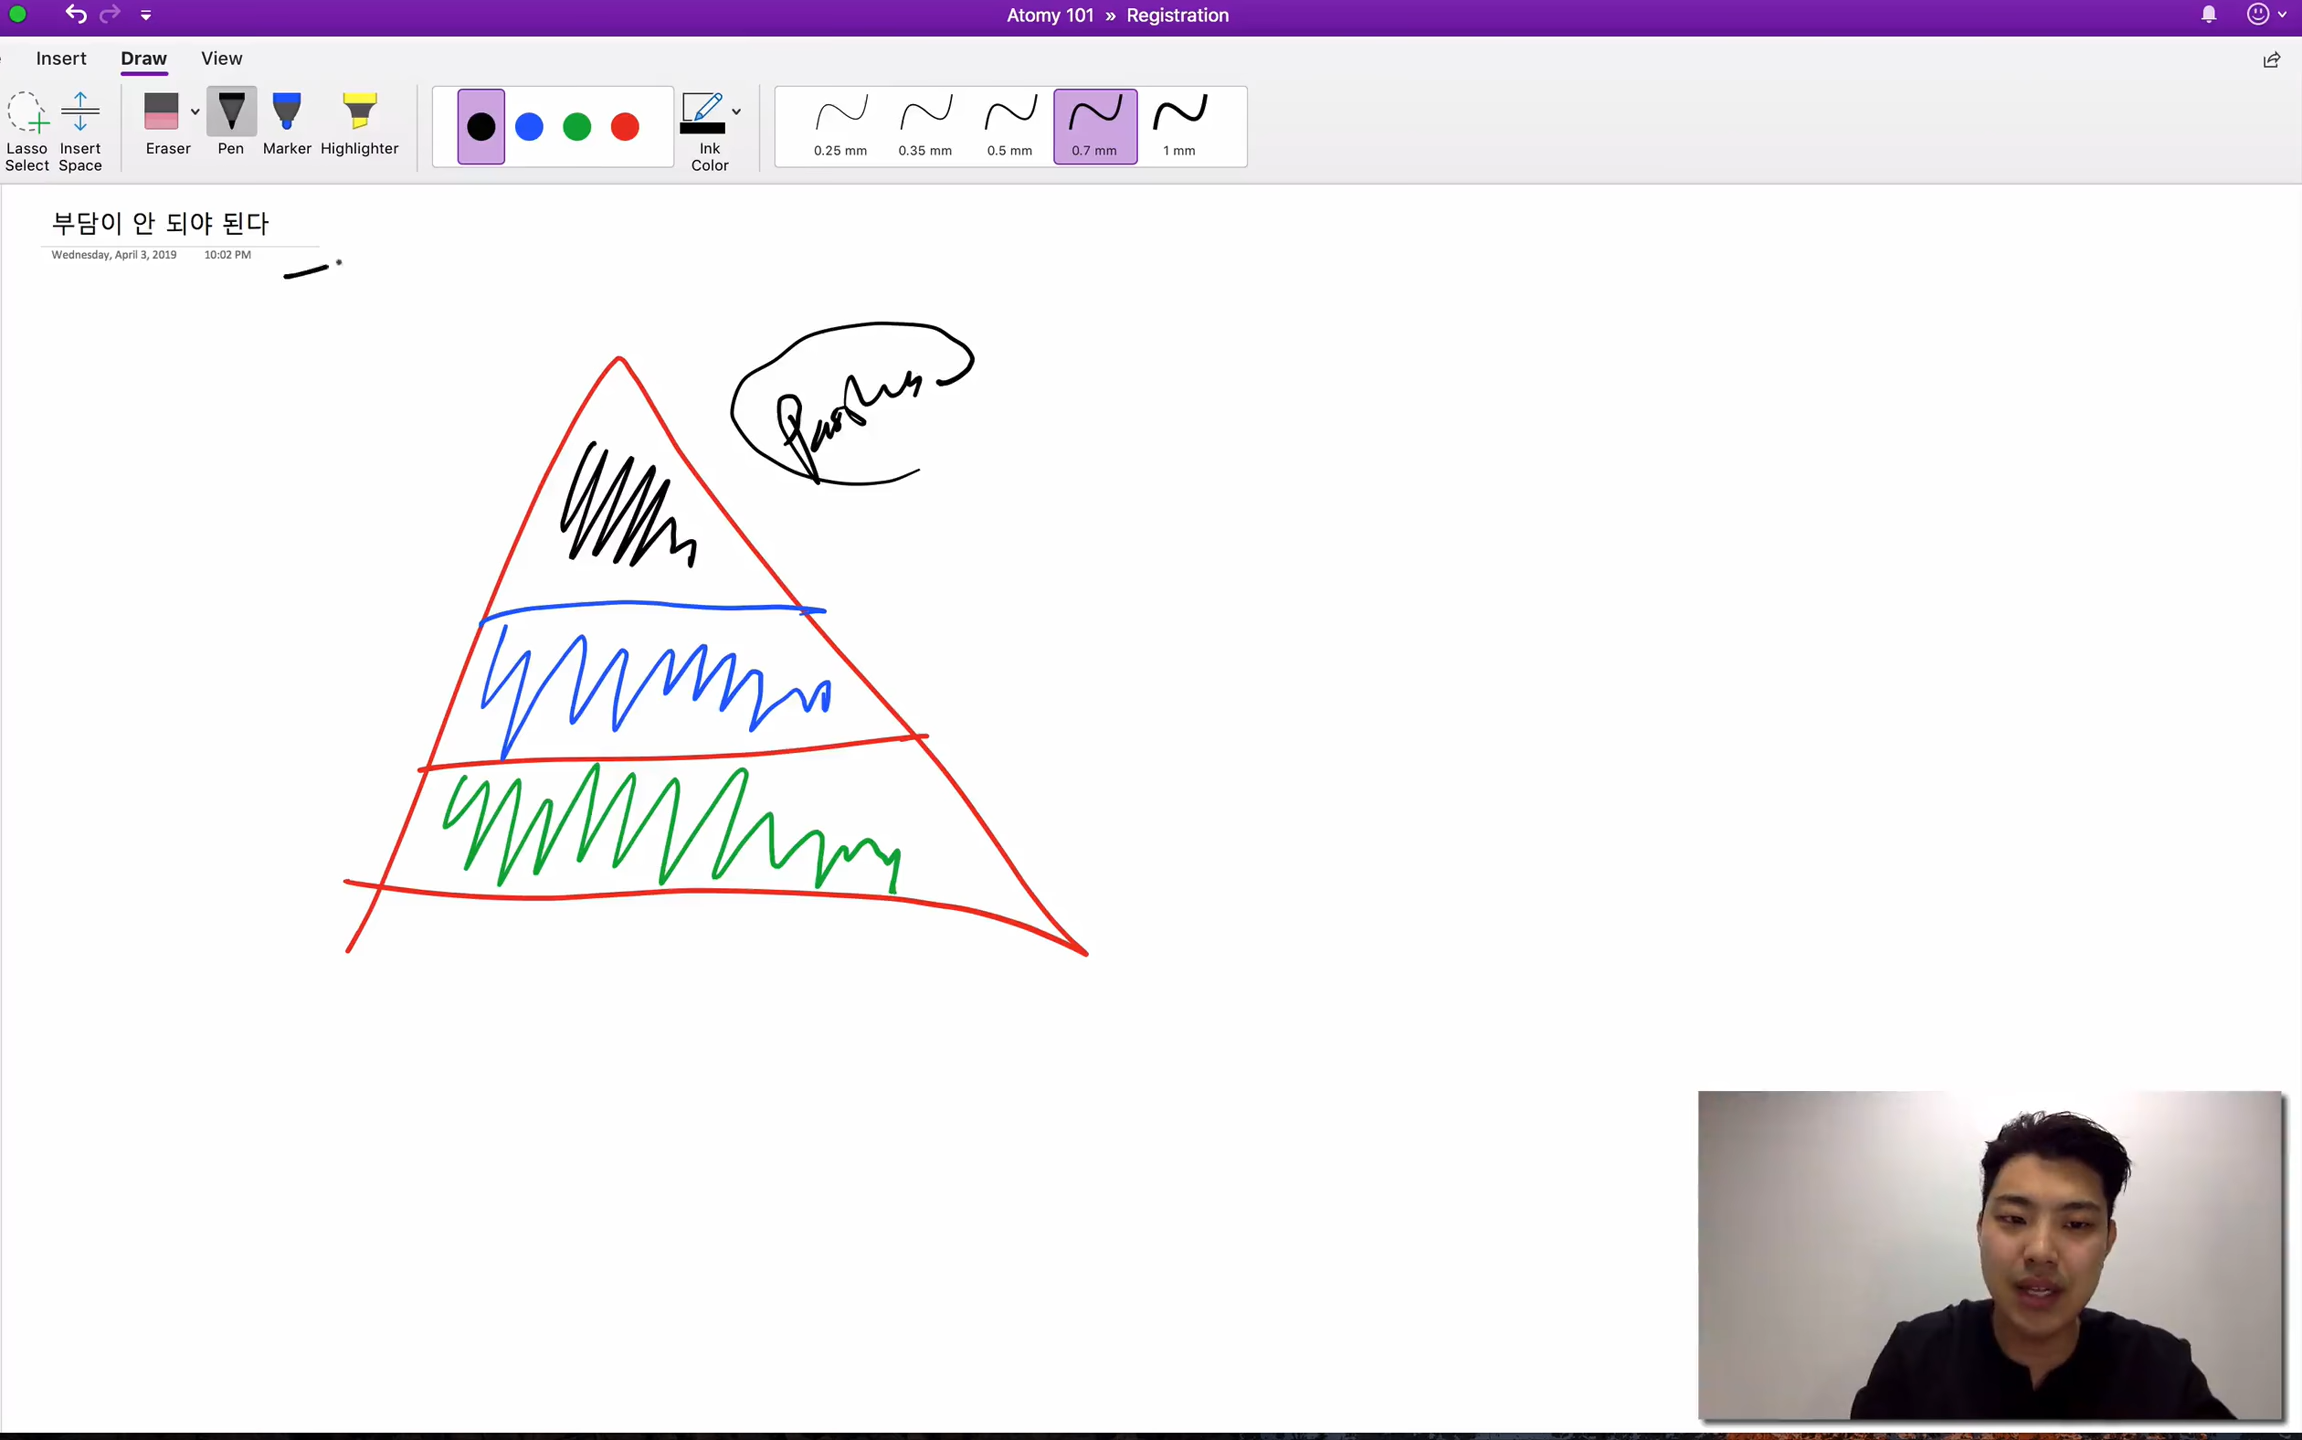 Atomy 101 » Registration
Insert Draw View
Lasso Select
Insert Space
Eraser
Pen
Marker
Highlighter
Ink Color
0.25 mm
0.35 mm
0.5 mm
0.7 mm
1 mm
부담이 안 되야 된다
Wednesday, April 3, 2019 10:02 PM